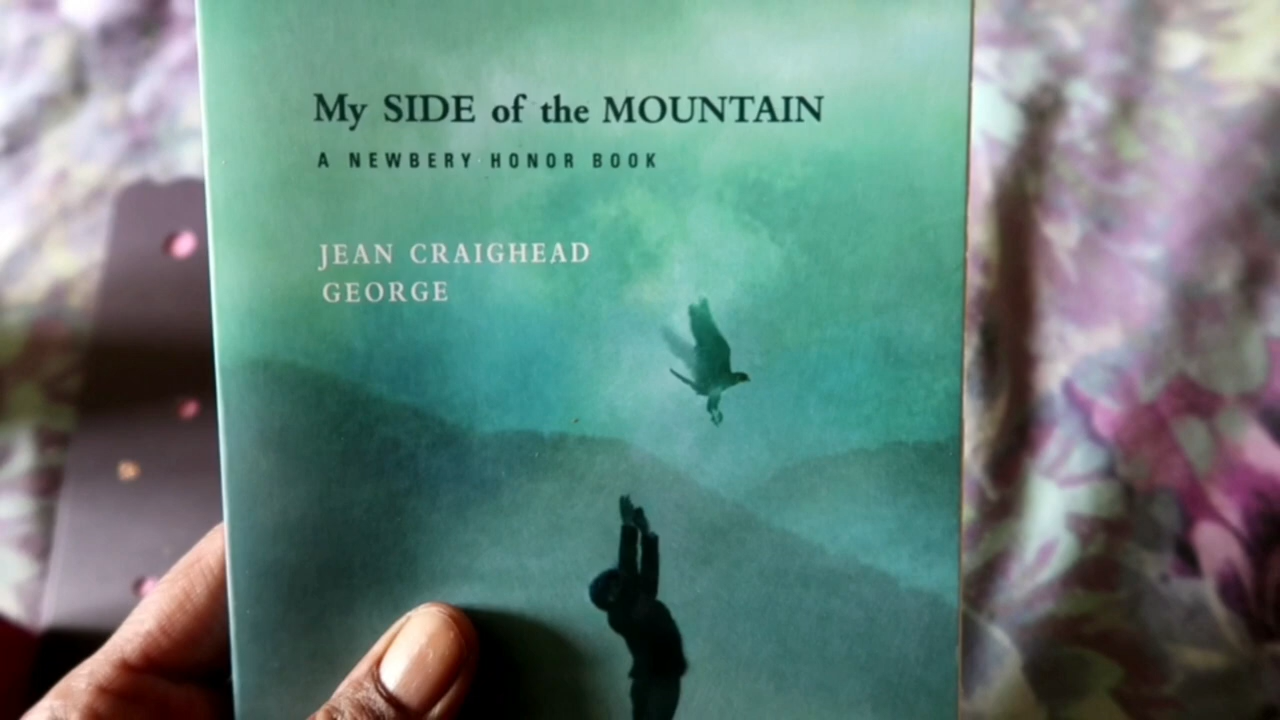 My SIDE of the MOUNTAIN
A NEWBERY HONOR BOOK
JEAN CRAIGHEAD
GEORGE